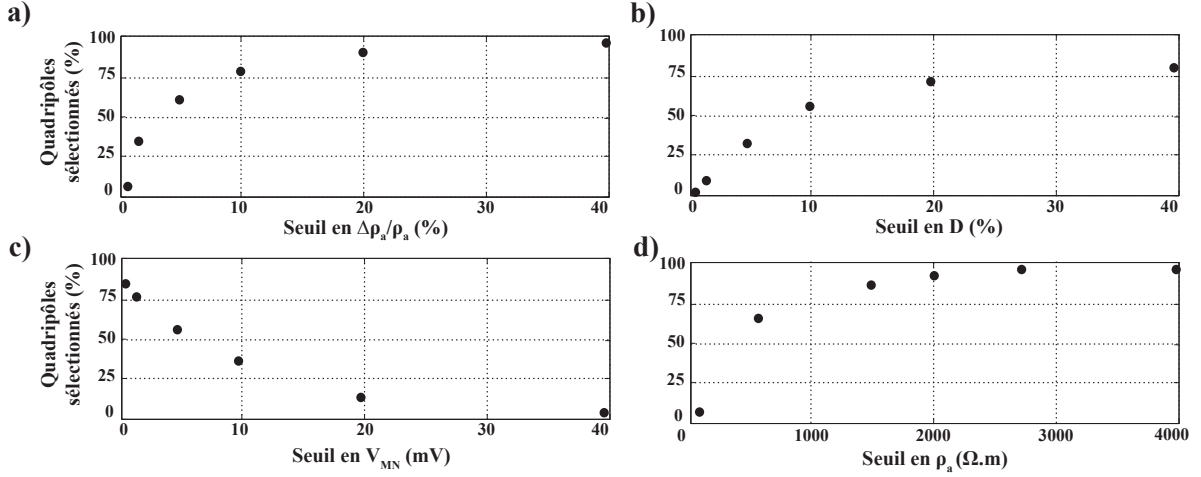 a)
Quadripôles
sélectionnés (%)
100
75
50
25
0
0 10 20 30 40
Seuil en Δρa/ρa (%)
b)
100
75
50
25
0
0 10 20 30 40
Seuil en D (%)
c)
Quadripôles
sélectionnés (%)
100
75
50
25
0
0 10 20 30 40
Seuil en VMN (mV)
d)
100
75
50
25
0
0 1000 2000 3000 4000
Seuil en ρa (Ω.m)